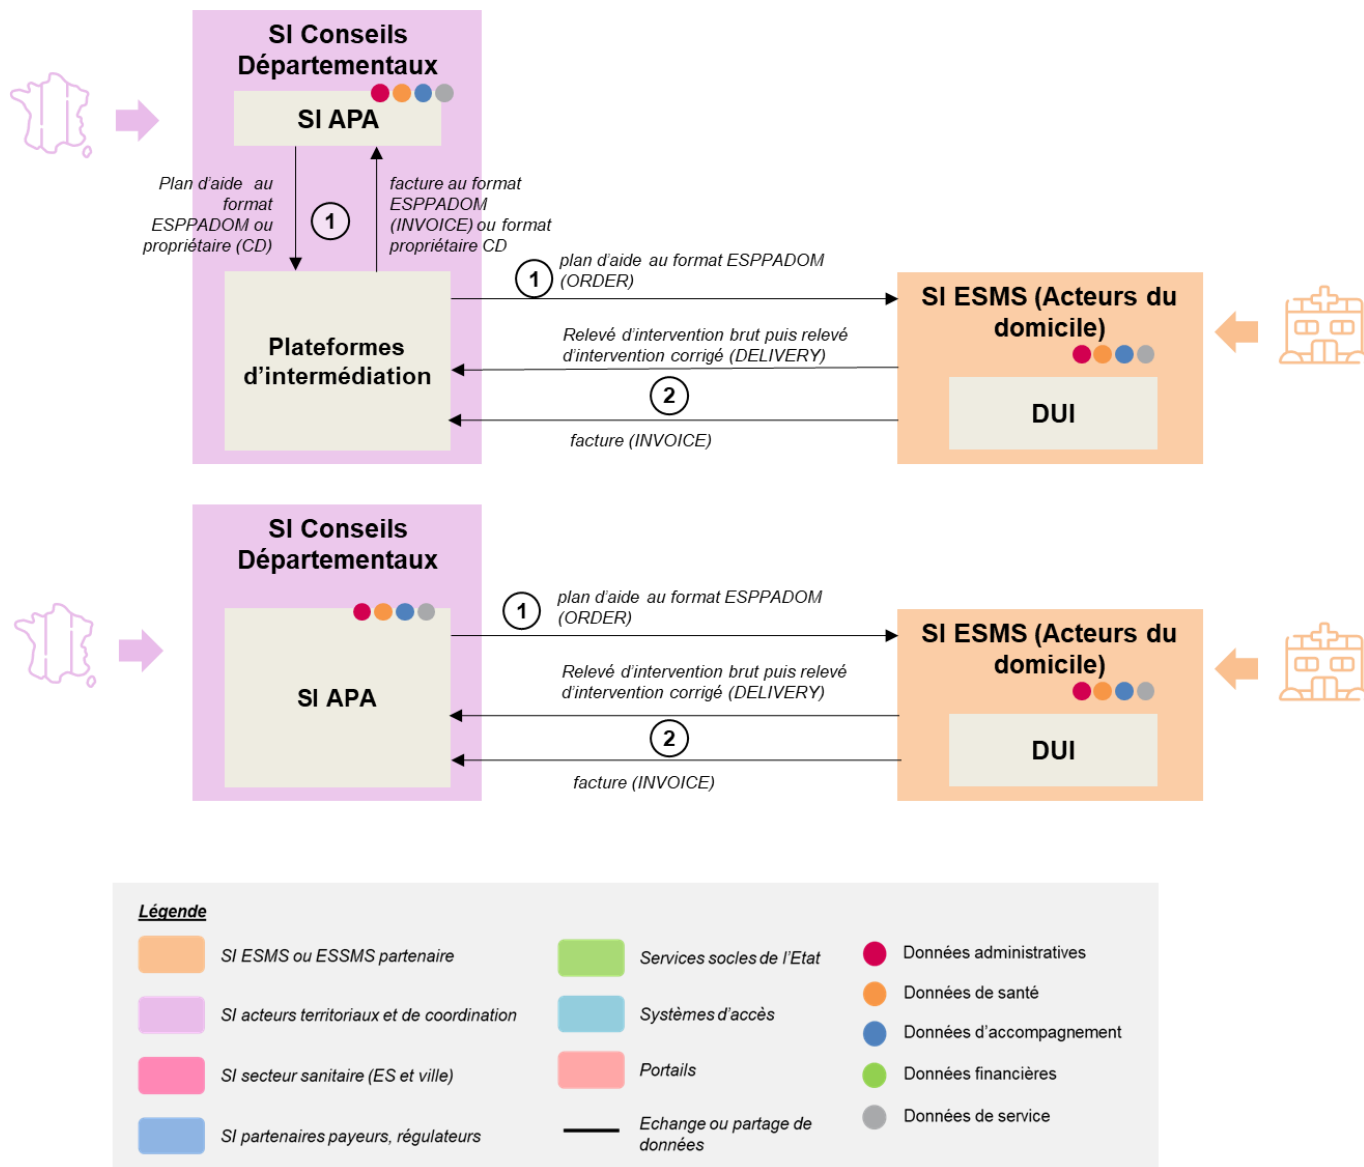 SI Conseils
Départementaux
SI APA
Plan d’aide au
format
ESPPADOM ou
propriétaire (CD)
1
facture au format
ESPPADOM
(INVOICE) ou format
propriétaire CD
Plateformes
d’intermédiation
1
plan d’aide au format ESPPADOM
(ORDER)
Relevé d’intervention brut puis relevé
d’intervention corrigé (DELIVERY)
2
facture (INVOICE)
SI ESMS (Acteurs du
domicile)
DUI
SI Conseils
Départementaux
SI APA
1
plan d’aide au format ESPPADOM
(ORDER)
Relevé d’intervention brut puis relevé
d’intervention corrigé (DELIVERY)
2
facture (INVOICE)
SI ESMS (Acteurs du
domicile)
DUI
Légende
SI ESMS ou ESSMS partenaire
SI acteurs territoriaux et de coordination
SI secteur sanitaire (ES et ville)
SI partenaires payeurs, régulateurs
Services socles de l’Etat
Systèmes d’accès
Portails
Echange ou partage de
données
Données administratives
Données de santé
Données d’accompagnement
Données financières
Données de service